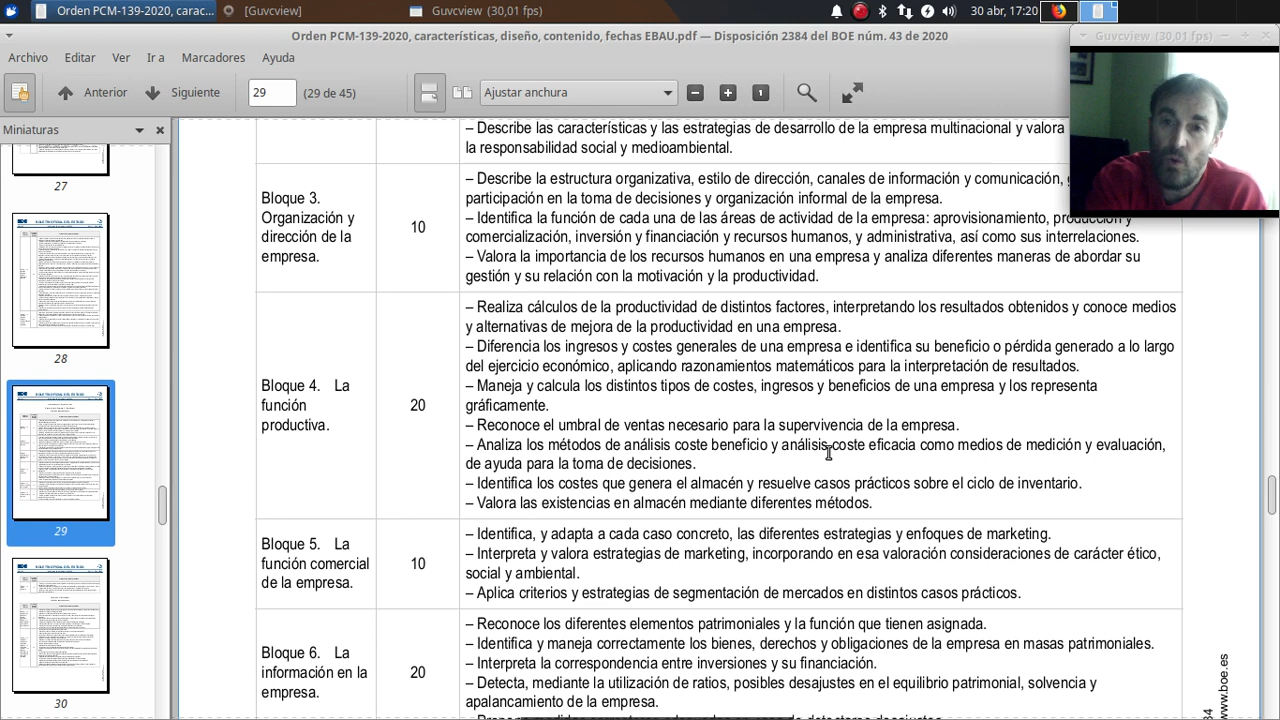 Orden PCM-139-2020, carac...
[Guvcview]
Guvcview (30,01 fps)
30 abr, 17:20
Orden PCM-139-2020, características, diseño, contenido, fechas EBAU.pdf — Disposición 2384 del BOE núm. 43 de 2020
Guvcview (30,01 fps)
Archivo Editar Ver Ir a Marcadores Ayuda
Anterior Siguiente 29 (29 de 45) Ajustar anchura
Miniaturas
27
28
29
30
– Describe las características y las estrategias de desarrollo de la empresa multinacional y valora
la responsabilidad social y medioambiental.
Bloque 3.
Organización y
dirección de la
empresa.
10
– Describe la estructura organizativa, estilo de dirección, canales de información y comunicación,
participación en la toma de decisiones y organización informal de la empresa.
– Identifica la función de cada una de las áreas de actividad de la empresa: aprovisionamiento, producción y
comercialización, inversión y financiación y recursos humanos, y administrativa, así como sus interrelaciones.
– Valora la importancia de los recursos humanos en una empresa y analiza diferentes maneras de abordar su
gestión y su relación con la motivación y la productividad.
Bloque 4. La
función
productiva.
20
– Realiza cálculos de la productividad de distintos factores, interpretando los resultados obtenidos y conoce medios
y alternativas de mejora de la productividad en una empresa.
– Diferencia los ingresos y costes generales de una empresa e identifica su beneficio o pérdida generado a lo largo
del ejercicio económico, aplicando razonamientos matemáticos para la interpretación de resultados.
– Maneja y calcula los distintos tipos de costes, ingresos y beneficios de una empresa y los representa
gráficamente.
– Reconoce el umbral de ventas necesario para la supervivencia de la empresa.
– Analiza los métodos de análisis coste beneficio y análisis coste eficacia como medios de medición y evaluación,
de ayuda para la toma de decisiones.
– Identifica los costes que genera el almacén y resuelve casos prácticos sobre el ciclo de inventario.
– Valora las existencias en almacén mediante diferentes métodos.
Bloque 5. La
función comercial
de la empresa.
10
– Identifica, y adapta a cada caso concreto, las diferentes estrategias y enfoques de marketing.
– Interpreta y valora estrategias de marketing, incorporando en esa valoración consideraciones de carácter ético,
social y ambiental.
– Aplica criterios y estrategias de segmentación de mercados en distintos casos prácticos.
Bloque 6. La
información en la
empresa.
20
– Reconoce los diferentes elementos patrimoniales y la función que tienen asignada.
– Identifica y maneja correctamente los bienes, derechos y obligaciones de la empresa en masas patrimoniales.
– Interpreta la correspondencia entre inversiones y su financiación.
– Detecta, mediante la utilización de ratios, posibles desajustes en el equilibrio patrimonial, solvencia y
apalancamiento de la empresa.
www.boe.es